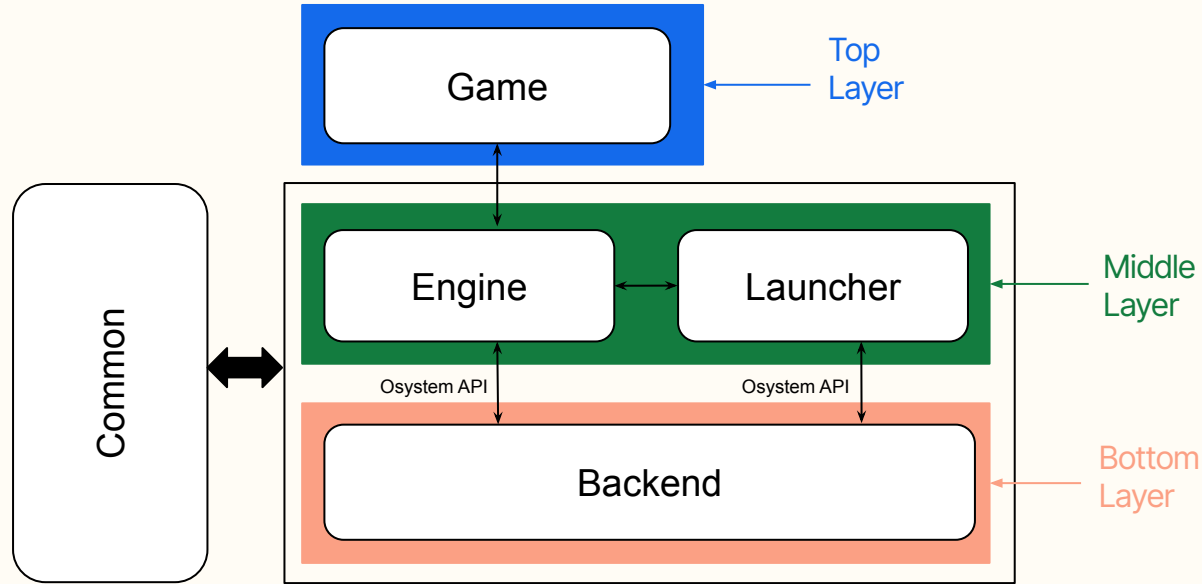 Game
Top
Layer
Common
Engine
Launcher
Middle
Layer
Osystem API
Osystem API
Backend
Bottom
Layer